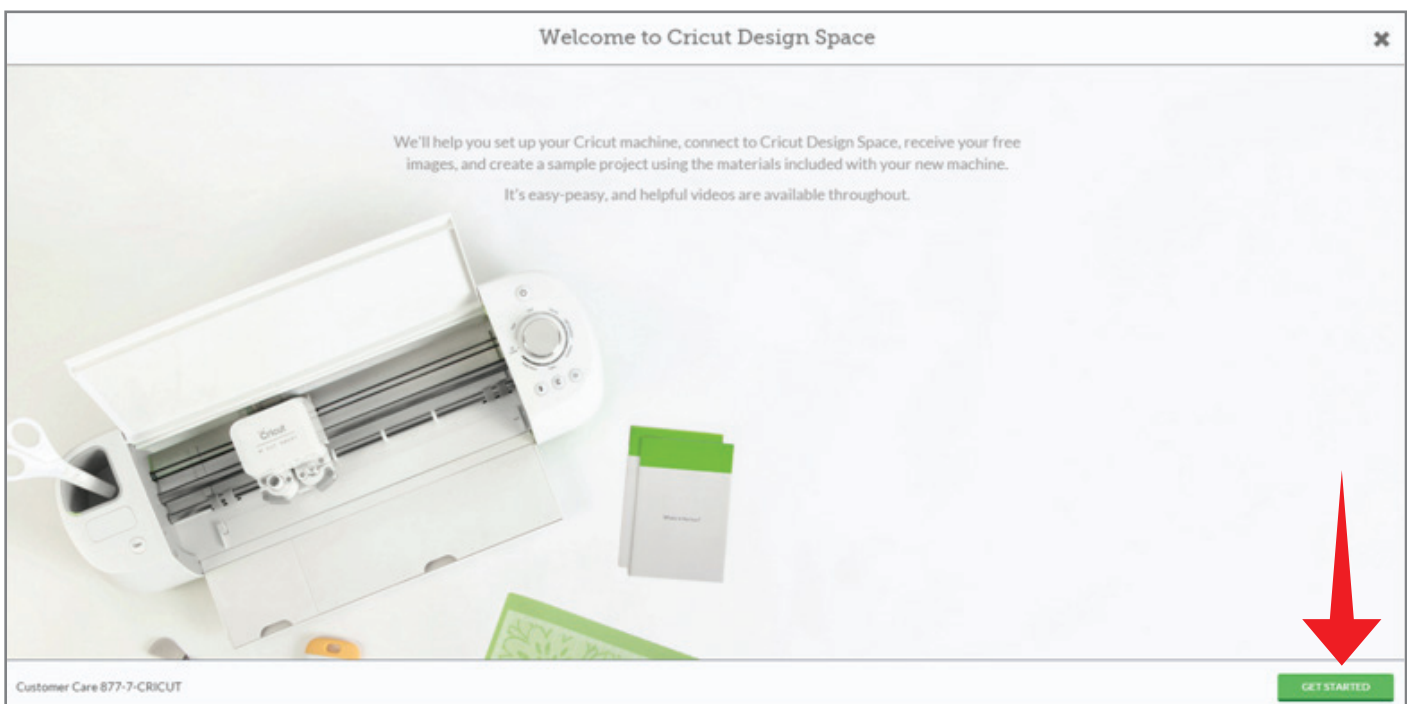 Welcome to Cricut Design Space
We'll help you set up your Cricut machine, connect to Cricut Design Space, receive your free
images, and create a sample project using the materials included with your new machine.
It's easy-peasy, and helpful videos are available throughout.
Cricut
Customer Care 877-7-CRICUT
GET STARTED